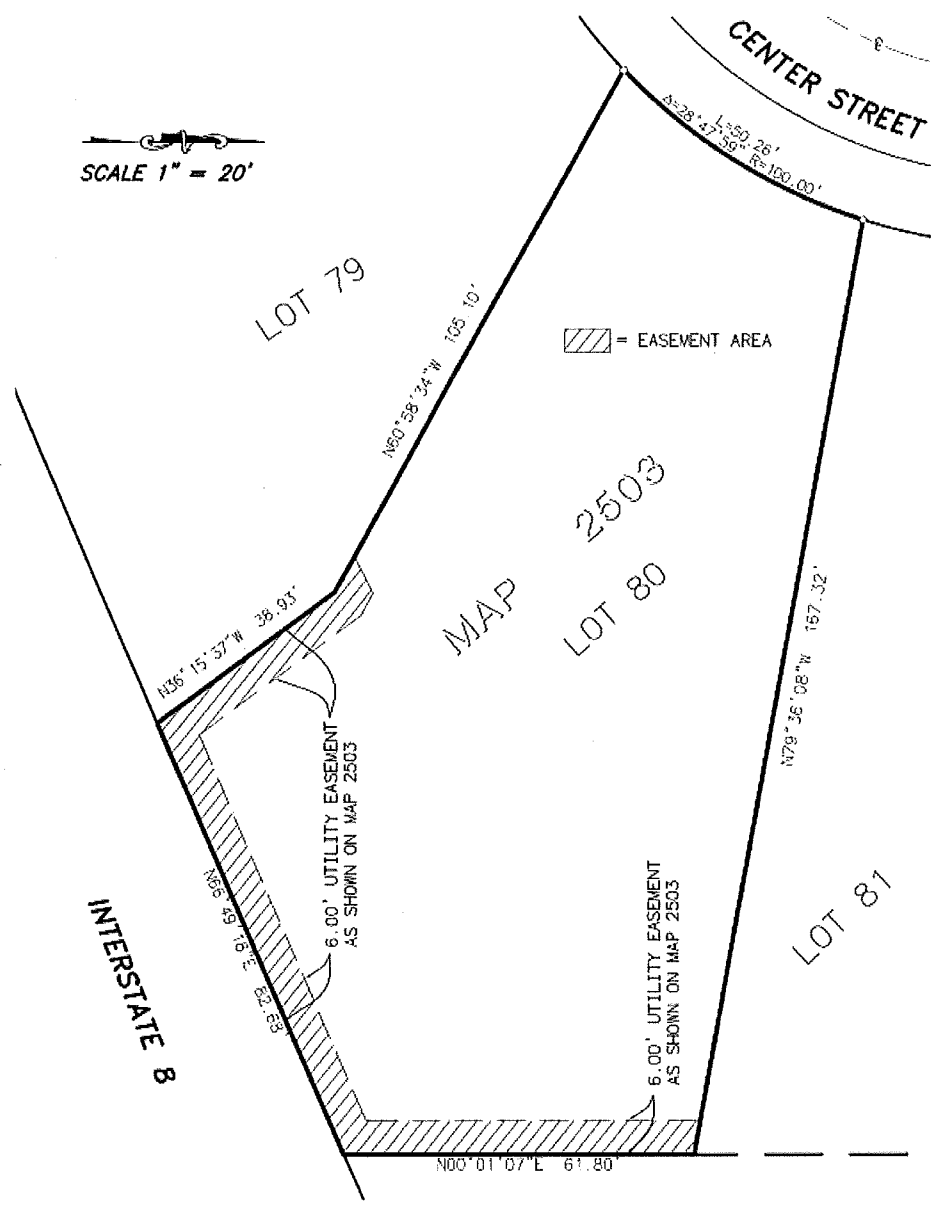 CENTER STREET
L=50.26'
Δ=28°47'59" R=100.00'
SCALE 1" = 20'
LOT 79
N60°58'34"W 105.10'
= EASEMENT AREA
MAP 2503
LOT 80
N36°15'37"W 38.93'
N79°36'08"W 167.32'
6.00' UTILITY EASEMENT
AS SHOWN ON MAP 2503
6.00' UTILITY EASEMENT
AS SHOWN ON MAP 2503
LOT 81
N66°49'18"E 82.68'
INTERSTATE 8
N00°01'07"E 61.80'